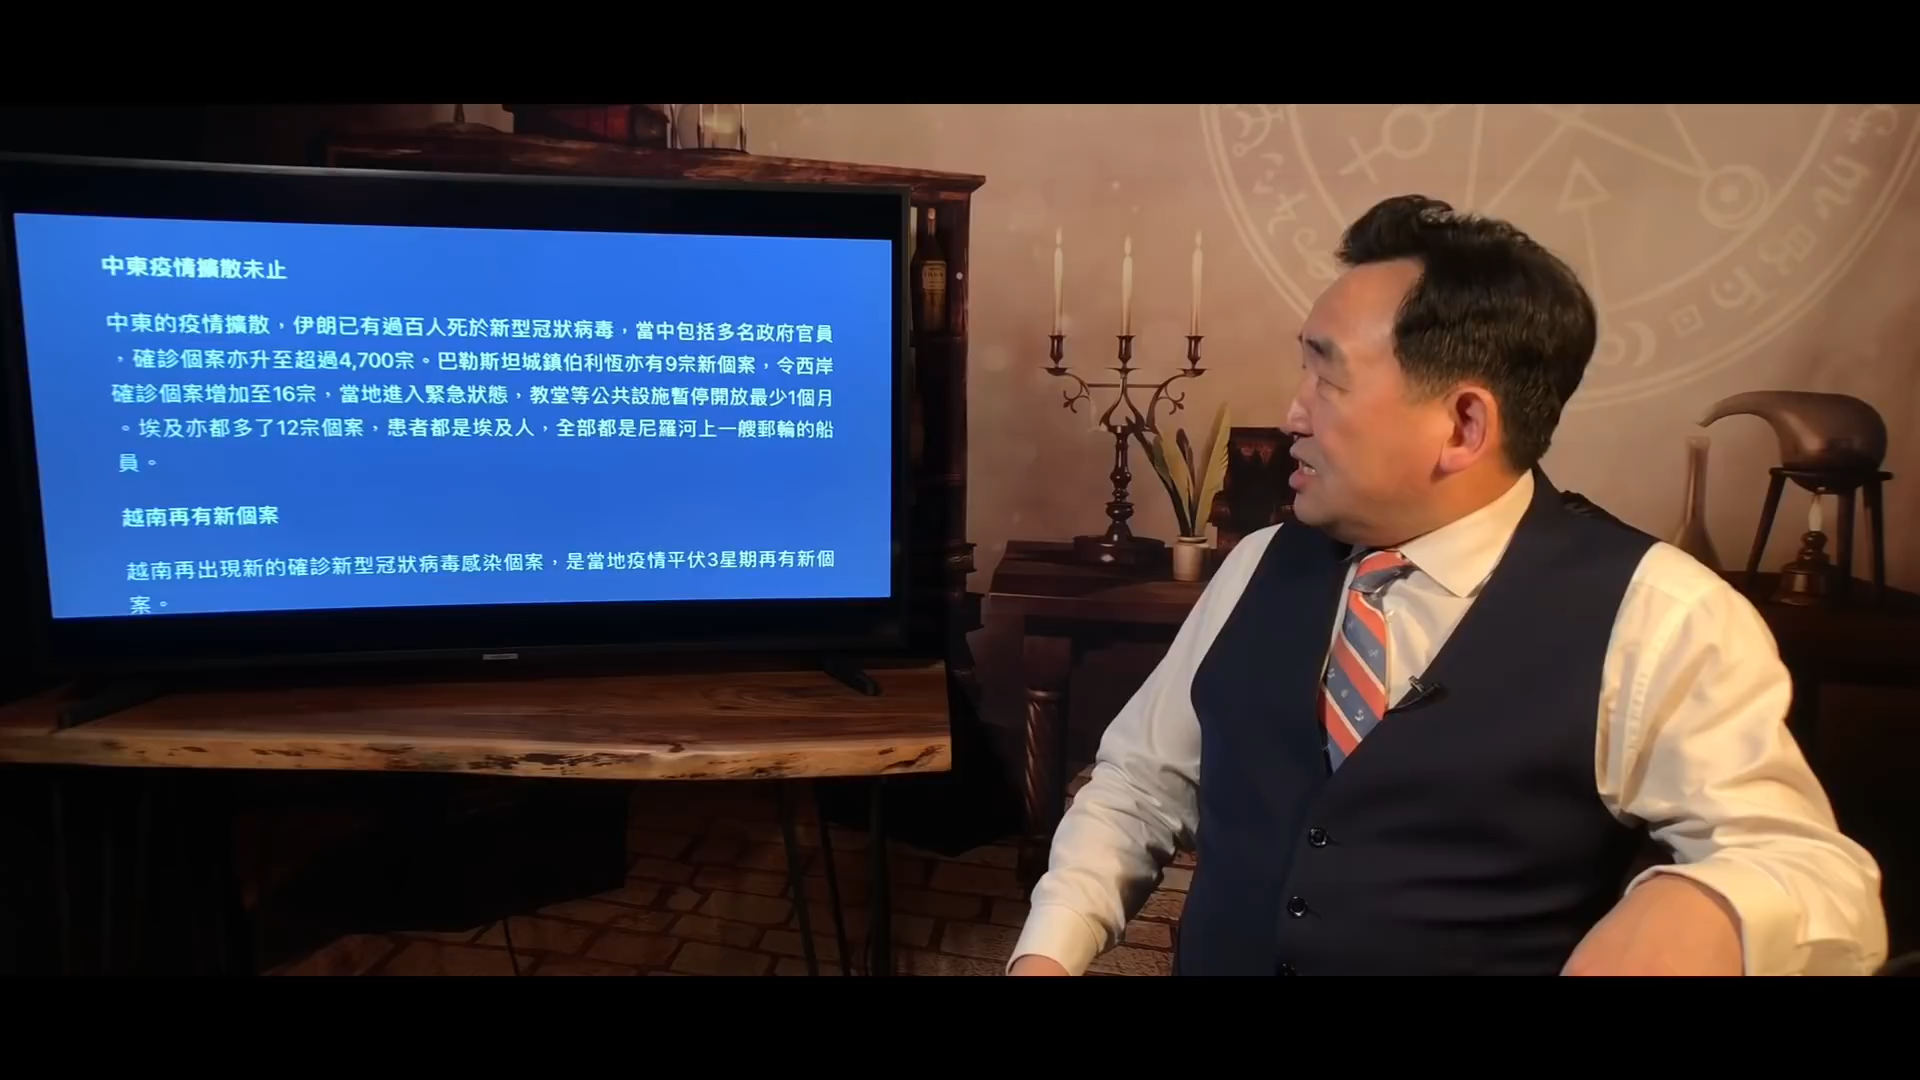 中東疫情擴散未止
中東的疫情擴散，伊朗已有過百人死於新型冠狀病毒，當中包括多名政府官員
，確診個案亦升至超過4,700宗。巴勒斯坦城鎮伯利恆亦有9宗新個案，令西岸
確診個案增加至16宗，當地進入緊急狀態，教堂等公共設施暫停開放最少1個月
。埃及亦都多了12宗個案，患者都是埃及人，全部都是尼羅河上一艘郵輪的船
員。
越南再有新個案
越南再出現新的確診新型冠狀病毒感染個案，是當地疫情平伏3星期再有新個
案。